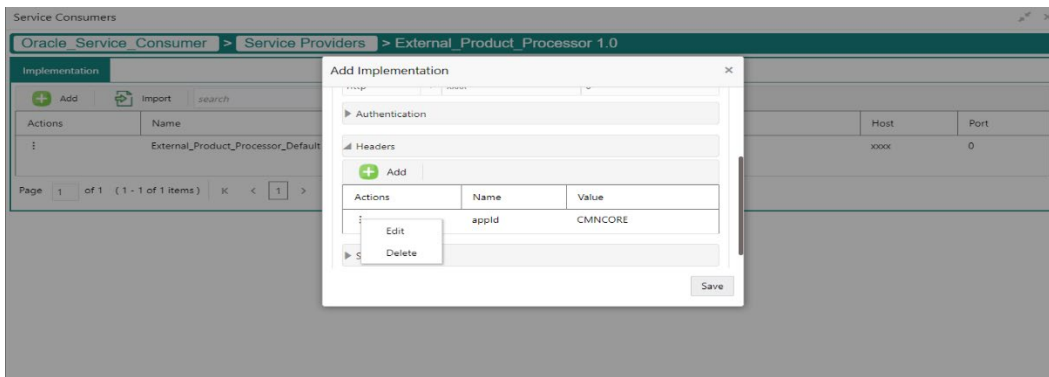 Service Consumers
Oracle_Service_Consumer > Service Providers > External_Product_Processor 1.0
Implementation
Add Import search
Actions Name Host Port
External_Product_Processor_Default xxxx 0
Page 1 of 1 (1 - 1 of 1 items) K < 1 >
Add Implementation ×
Authentication
Headers
Add
Actions Name Value
appId CMNCORE
Edit
Delete
Save